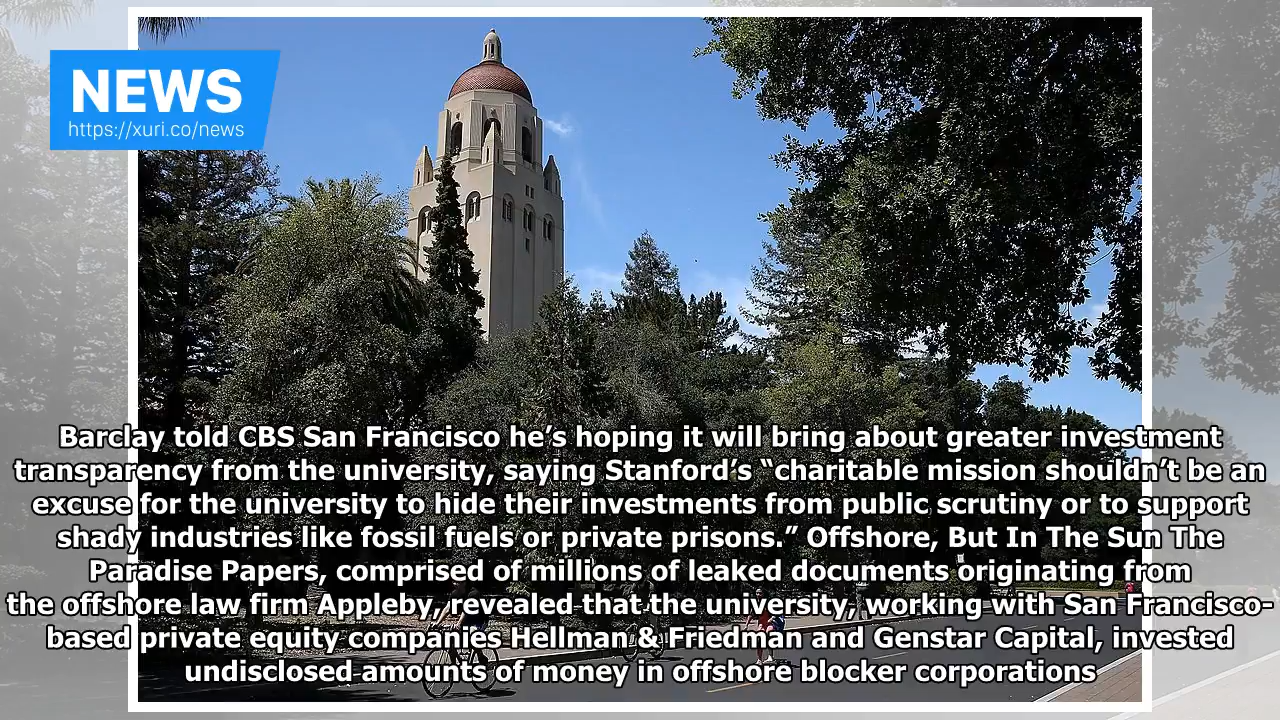 NEWS
https://xuri.co/news
Barclay told CBS San Francisco he’s hoping it will bring about greater investment
transparency from the university, saying Stanford’s “charitable mission shouldn’t be an
excuse for the university to hide their investments from public scrutiny or to support
shady industries like fossil fuels or private prisons.” Offshore, But In The Sun The
Paradise Papers, comprised of millions of leaked documents originating from
the offshore law firm Appleby, revealed that the university, working with San Francisco-
based private equity companies Hellman & Friedman and Genstar Capital, invested
undisclosed amounts of money in offshore blocker corporations